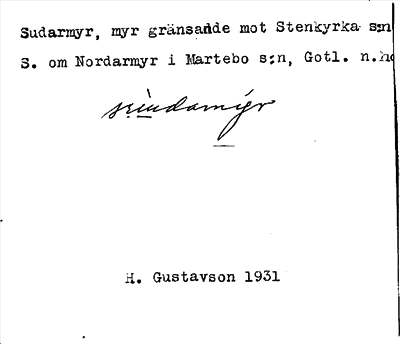 Sudarmyr, myr gränsande mot Stenkyrka s:n
S. om Nordarmyr i Martebo s:n, Gotl. n.
H. Gustavson 1931